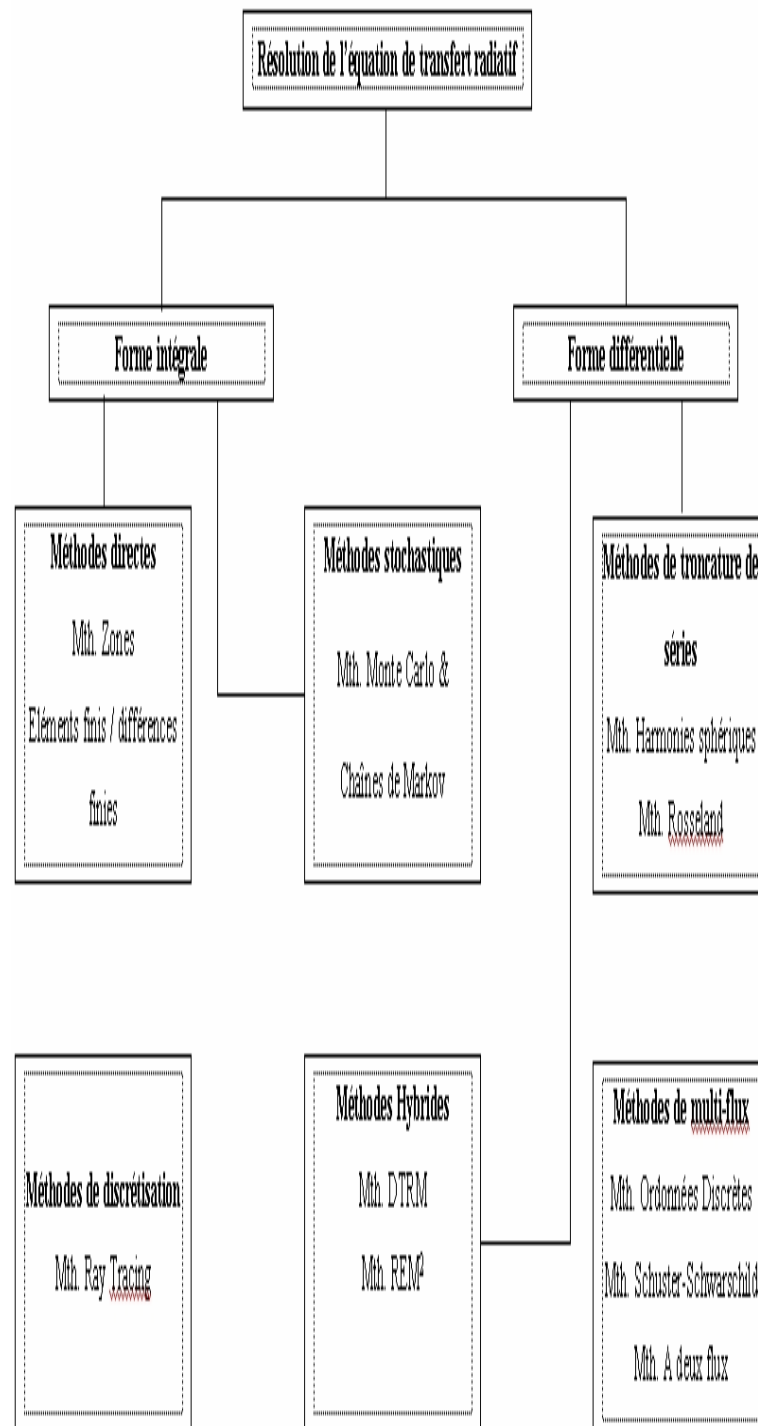 Résolution de l'équation de transfert radiatif
Forme intégrale
Forme différentielle
Méthodes directes
Mth. Zones
Eléments finis / différences
finies
Méthodes stochastiques
Mth. Monte Carlo &
Chaînes de Markov
Méthodes de troncature de
séries
Mth. Harmonies sphériques
Mth. Rosseland
Méthodes de discrétisation
Mth. Ray Tracing
Méthodes Hybrides
Mth. DTRM
Mth. REM²
Méthodes de multi-flux
Mth. Ordonnées Discrètes
Mth. Schuster-Schwarschild
Mth. A deux flux